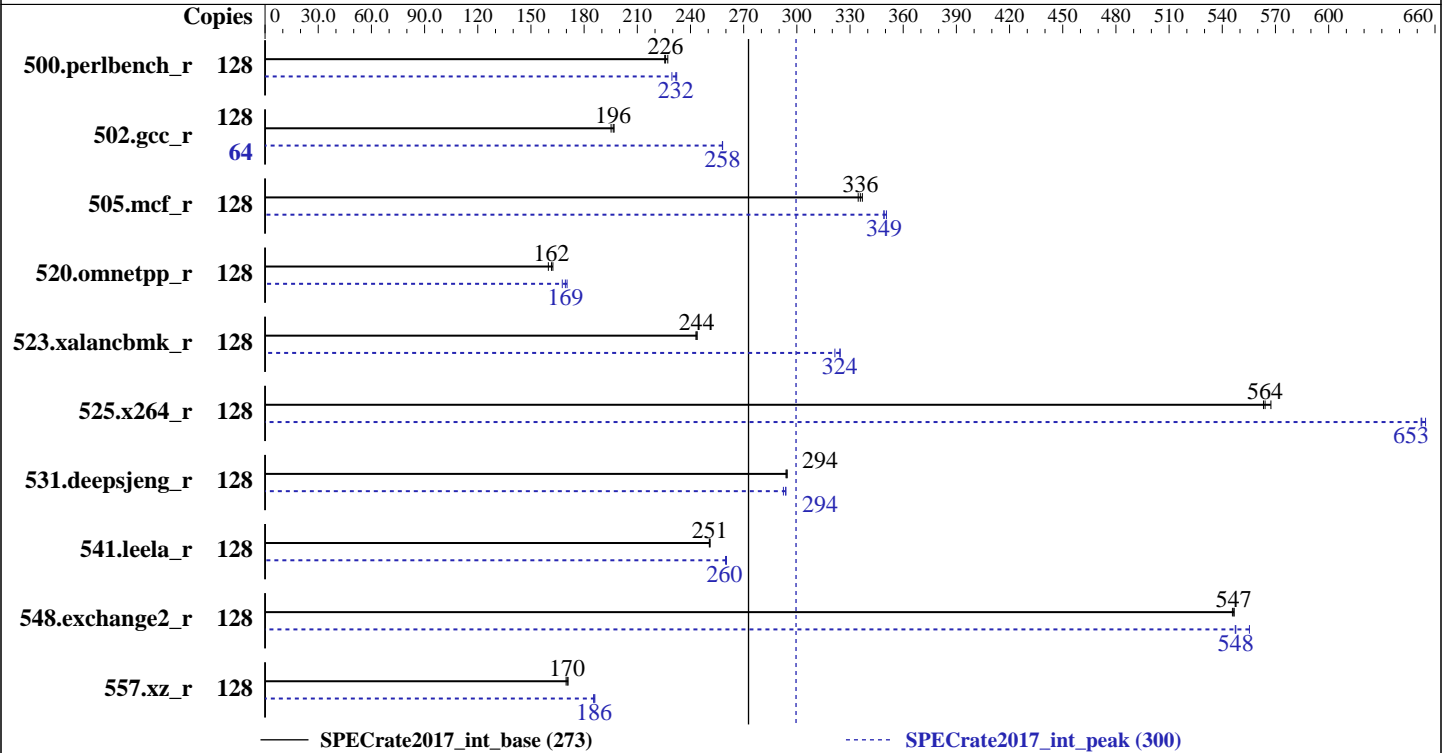 Copies 0 30.0 60.0 90.0 120 150 180 210 240 270 300 330 360 390 420 450 480 510 540 570 600 660
226
500.perlbench_r 128
232
128
196
502.gcc_r
64
258
336
505.mcf_r 128
349
162
520.omnetpp_r 128
169
244
523.xalancbmk_r 128
324
564
525.x264_r 128
653
294
531.deepsjeng_r 128
294
251
541.leela_r 128
260
547
548.exchange2_r 128
548
170
557.xz_r 128
186
SPECrate2017_int_base (273) SPECrate2017_int_peak (300)